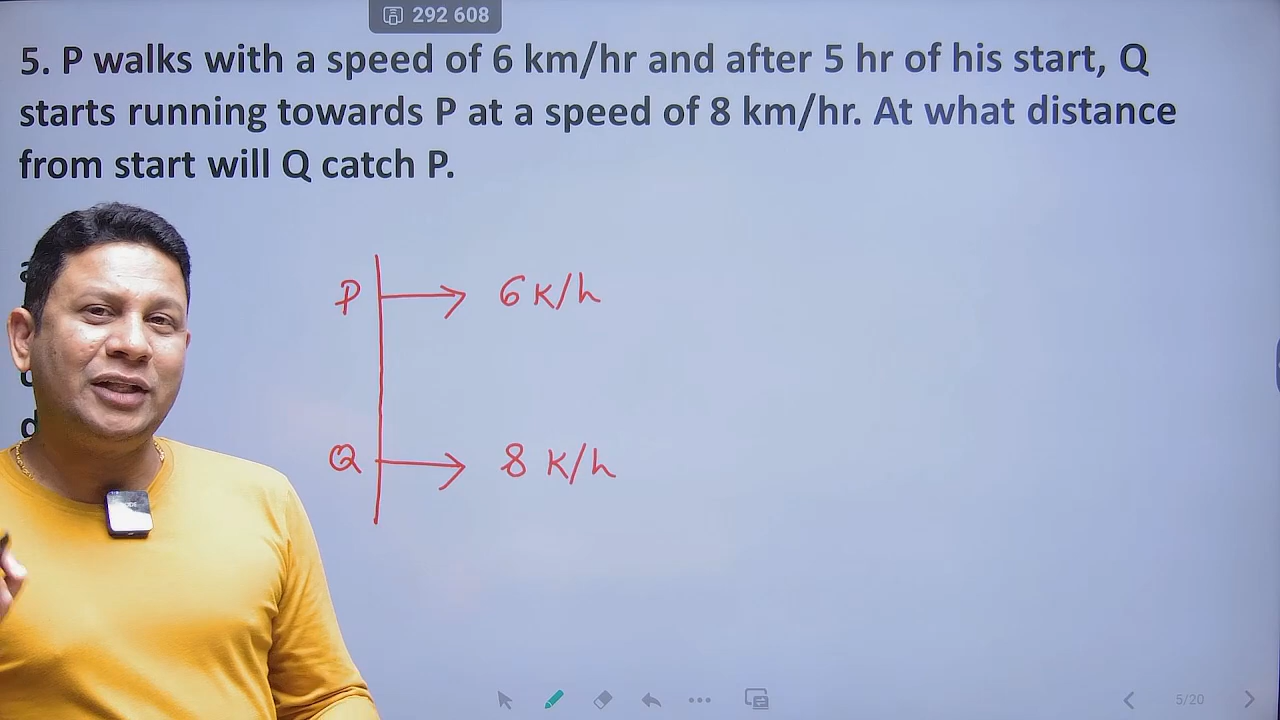 292 608
5. P walks with a speed of 6 km/hr and after 5 hr of his start, Q
starts running towards P at a speed of 8 km/hr. At what distance
from start will Q catch P.
P 6 K/h
Q 8 K/h
5/20